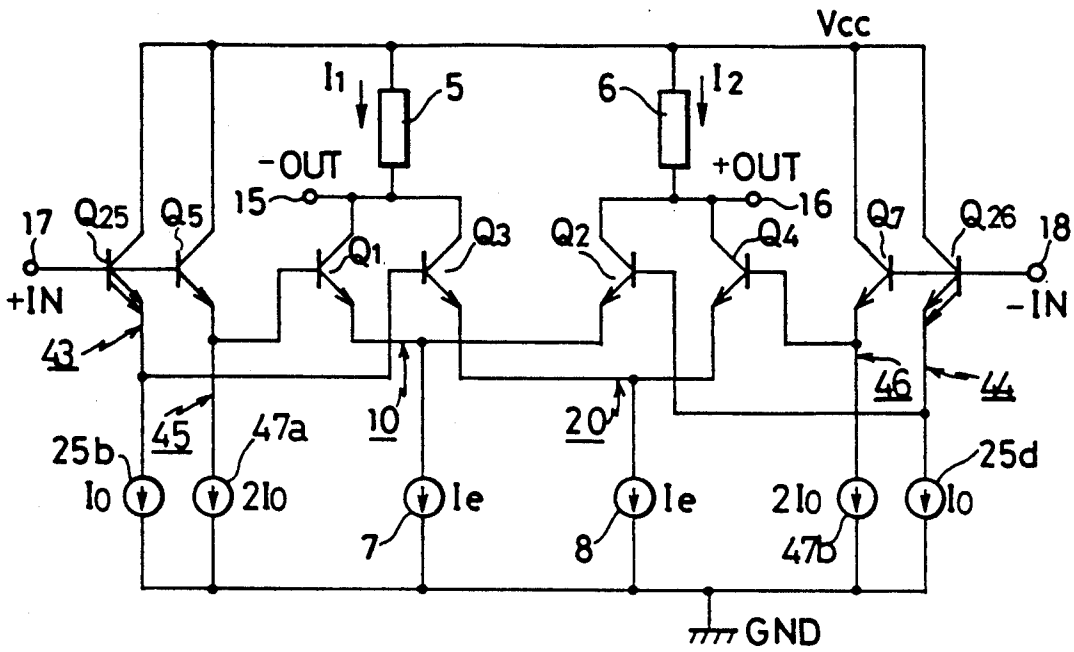 Vcc
I1 5 6 I2
-OUT +OUT
15 16
17 Q25 Q5 Q1 Q3 Q2 Q4 Q7 Q26 18
+IN -IN
43 10 20 46 44
45
25b 47a 25d
I0 2I0 Ie Ie 2I0 I0
7 8 47b
GND